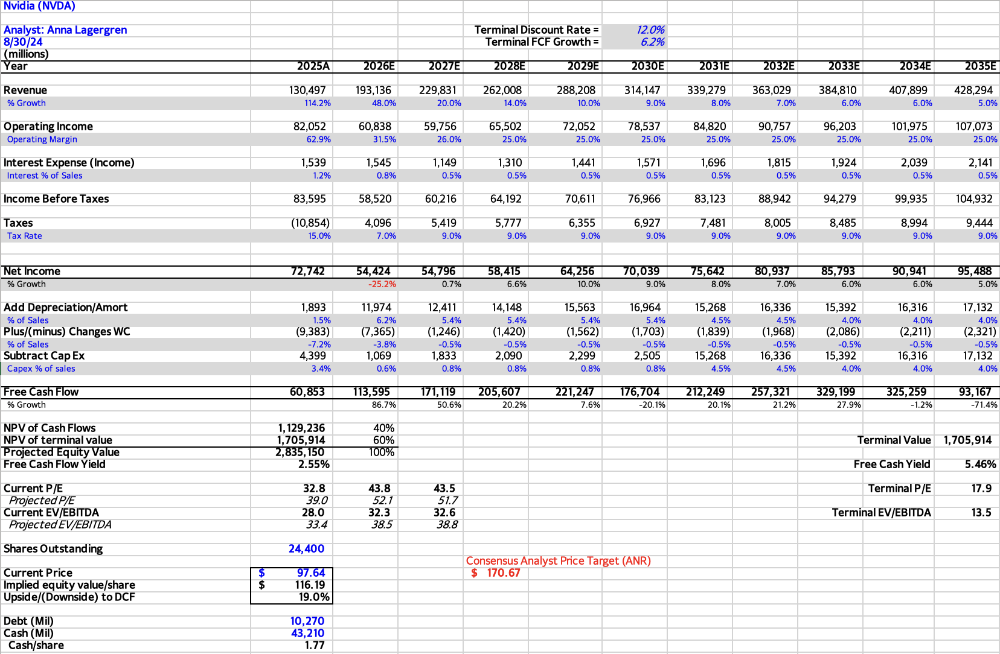 Nvidia (NVDA)
Analyst: Anna Lagergren Terminal Discount Rate = 12.0%
8/30/24 Terminal FCF Growth = 6.2%
(millions)
Year 2025A 2026E 2027E 2028E 2029E 2030E 2031E 2032E 2033E 2034E 2035E
Revenue 130,497 193,136 229,831 262,008 288,208 314,147 339,279 363,029 384,810 407,899 428,294
% Growth 114.2% 48.0% 20.0% 14.0% 10.0% 9.0% 8.0% 7.0% 6.0% 6.0% 5.0%
Operating Income 82,052 60,838 59,756 65,502 72,052 78,537 84,820 90,757 96,203 101,975 107,073
Operating Margin 62.9% 31.5% 26.0% 25.0% 25.0% 25.0% 25.0% 25.0% 25.0% 25.0% 25.0%
Interest Expense (Income) 1,539 1,545 1,149 1,310 1,441 1,571 1,696 1,815 1,924 2,039 2,141
Interest % of Sales 1.2% 0.8% 0.5% 0.5% 0.5% 0.5% 0.5% 0.5% 0.5% 0.5% 0.5%
Income Before Taxes 83,595 58,520 60,216 64,192 70,611 76,966 83,123 88,942 94,279 99,935 104,932
Taxes (10,854) 4,096 5,419 5,777 6,355 6,927 7,481 8,005 8,485 8,994 9,444
Tax Rate 15.0% 7.0% 9.0% 9.0% 9.0% 9.0% 9.0% 9.0% 9.0% 9.0% 9.0%
Net Income 72,742 54,424 54,796 58,415 64,256 70,039 75,642 80,937 85,793 90,941 95,488
% Growth -25.2% 0.7% 6.6% 10.0% 9.0% 8.0% 7.0% 6.0% 6.0% 5.0%
Add Depreciation/Amort 1,893 11,974 12,411 14,148 15,563 16,964 15,268 16,336 15,392 16,316 17,132
% of Sales 1.5% 6.2% 5.4% 5.4% 5.4% 5.4% 4.5% 4.5% 4.0% 4.0% 4.0%
Plus/(minus) Changes WC (9,383) (7,365) (1,246) (1,420) (1,562) (1,703) (1,839) (1,968) (2,086) (2,211) (2,321)
% of Sales -7.2% -3.8% -0.5% -0.5% -0.5% -0.5% -0.5% -0.5% -0.5% -0.5% -0.5%
Subtract Cap Ex 4,399 1,069 1,833 2,090 2,299 2,505 15,268 16,336 15,392 16,316 17,132
Capex % of sales 3.4% 0.6% 0.8% 0.8% 0.8% 0.8% 4.5% 4.5% 4.0% 4.0% 4.0%
Free Cash Flow 60,853 113,595 171,119 205,607 221,247 176,704 212,249 257,321 329,199 325,259 93,167
% Growth 86.7% 50.6% 20.2% 7.6% -20.1% 20.1% 21.2% 27.9% -1.2% -71.4%
NPV of Cash Flows 1,129,236 40%
NPV of terminal value 1,705,914 60% Terminal Value 1,705,914
Projected Equity Value 2,835,150 100%
Free Cash Flow Yield 2.55% Free Cash Yield 5.46%
Current P/E 32.8 43.8 43.5 Terminal P/E 17.9
Projected P/E 39.0 52.1 51.7
Current EV/EBITDA 28.0 32.3 32.6 Terminal EV/EBITDA 13.5
Projected EV/EBITDA 33.4 38.5 38.8
Shares Outstanding 24,400
Consensus Analyst Price Target (ANR)
Current Price $ 97.64 $ 170.67
Implied equity value/share $ 116.19
Upside/(Downside) to DCF 19.0%
Debt (Mil) 10,270
Cash (Mil) 43,210
Cash/share 1.77